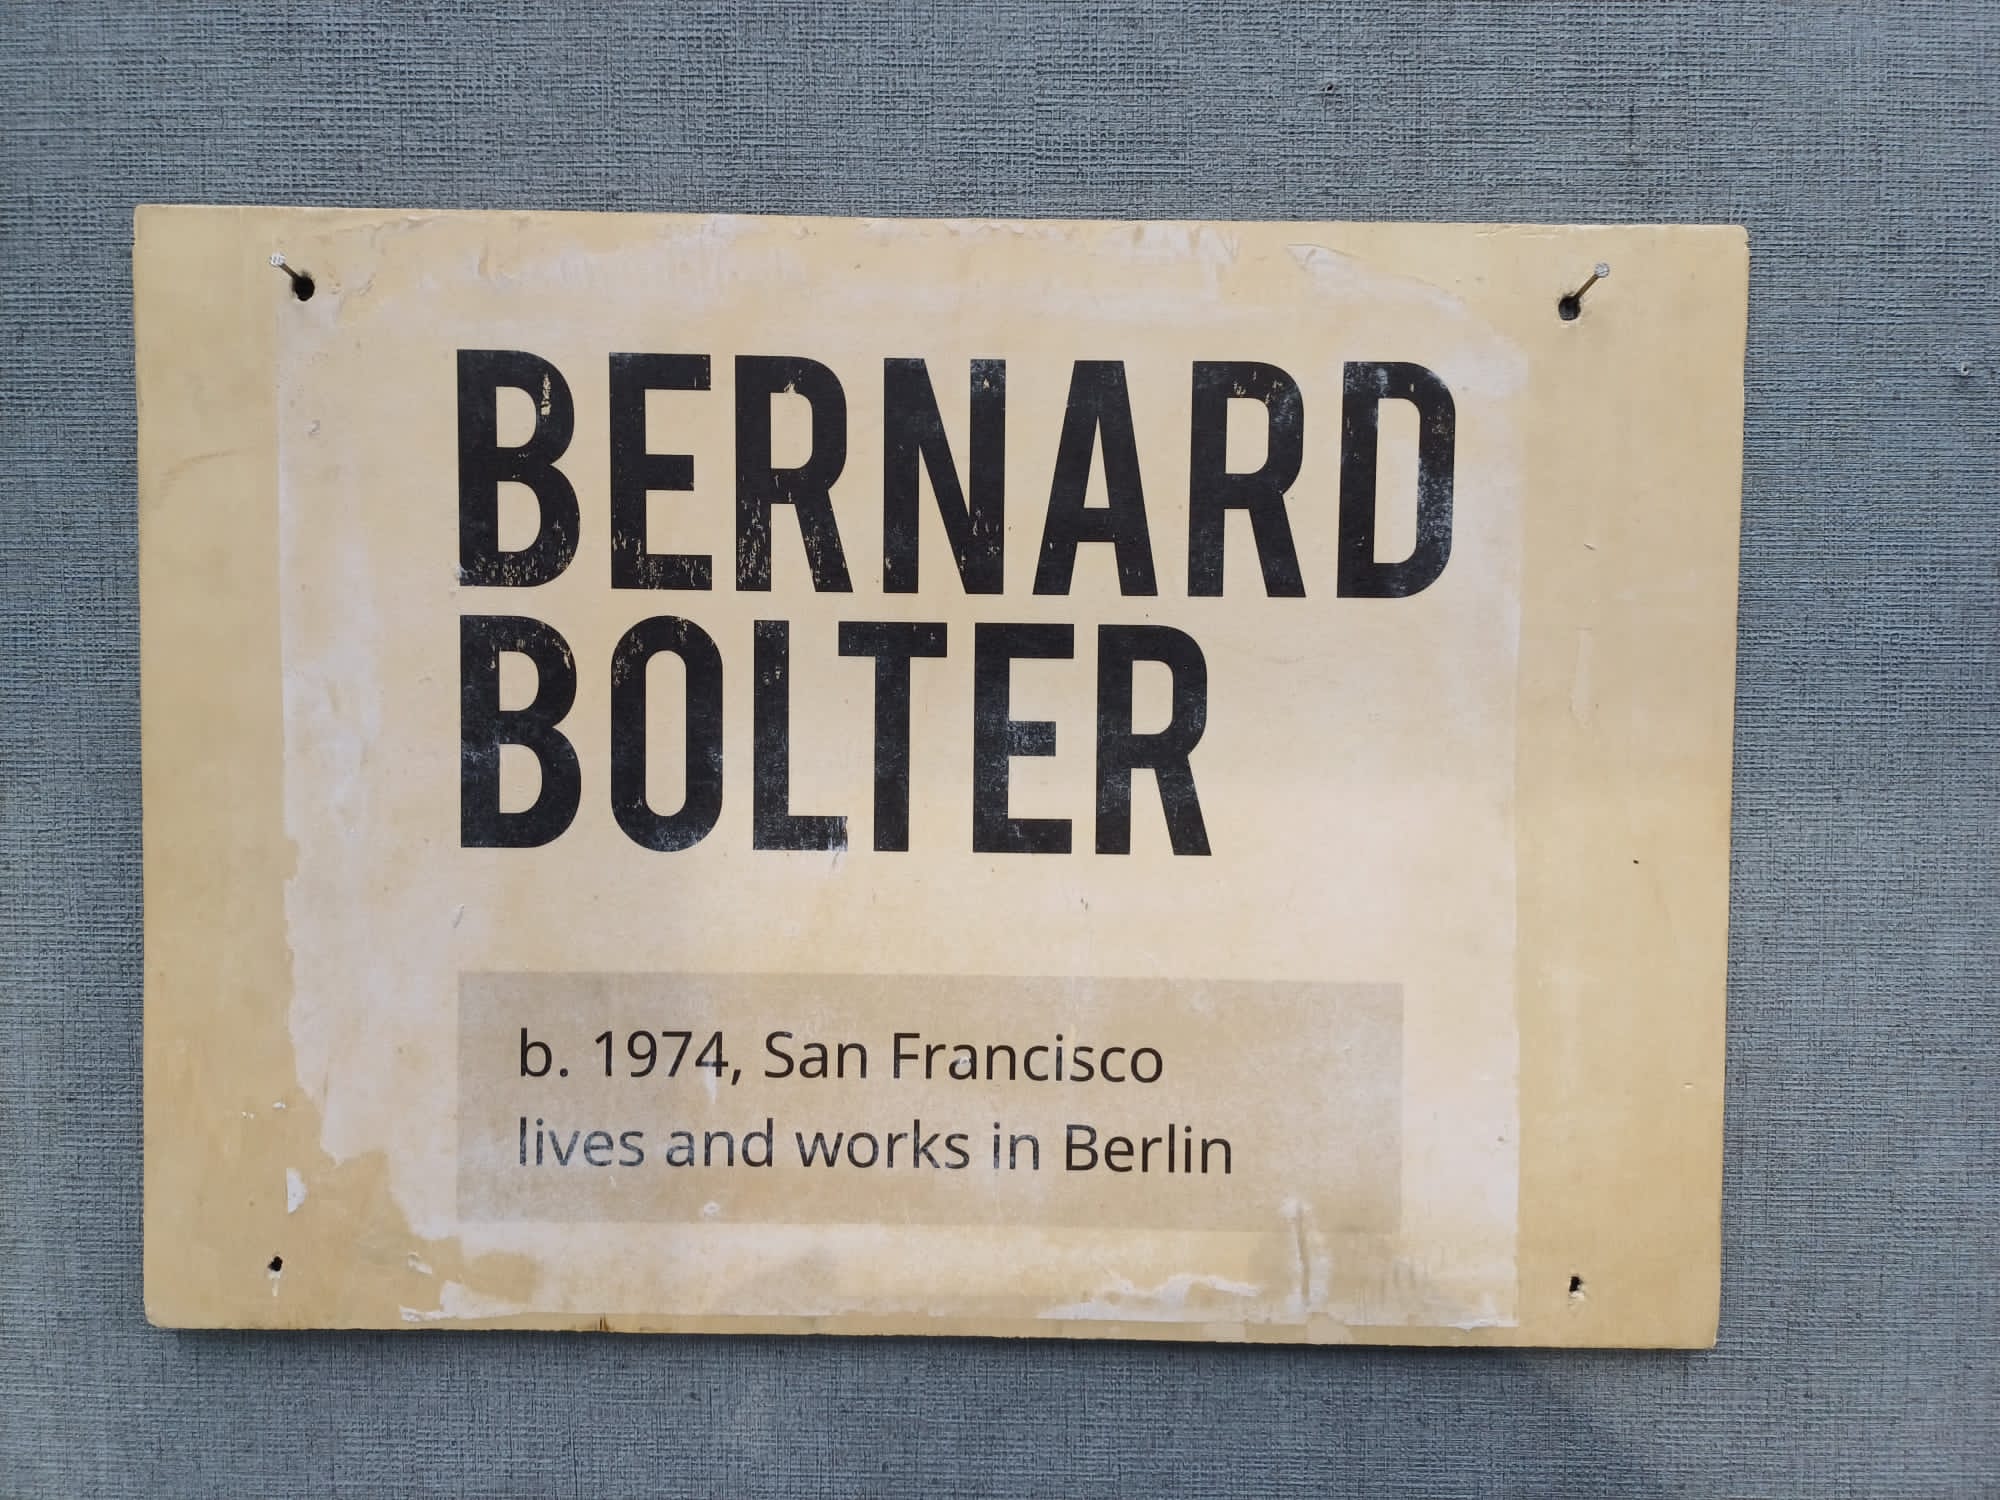 BERNARD
BOLTER
b. 1974, San Francisco
lives and works in Berlin